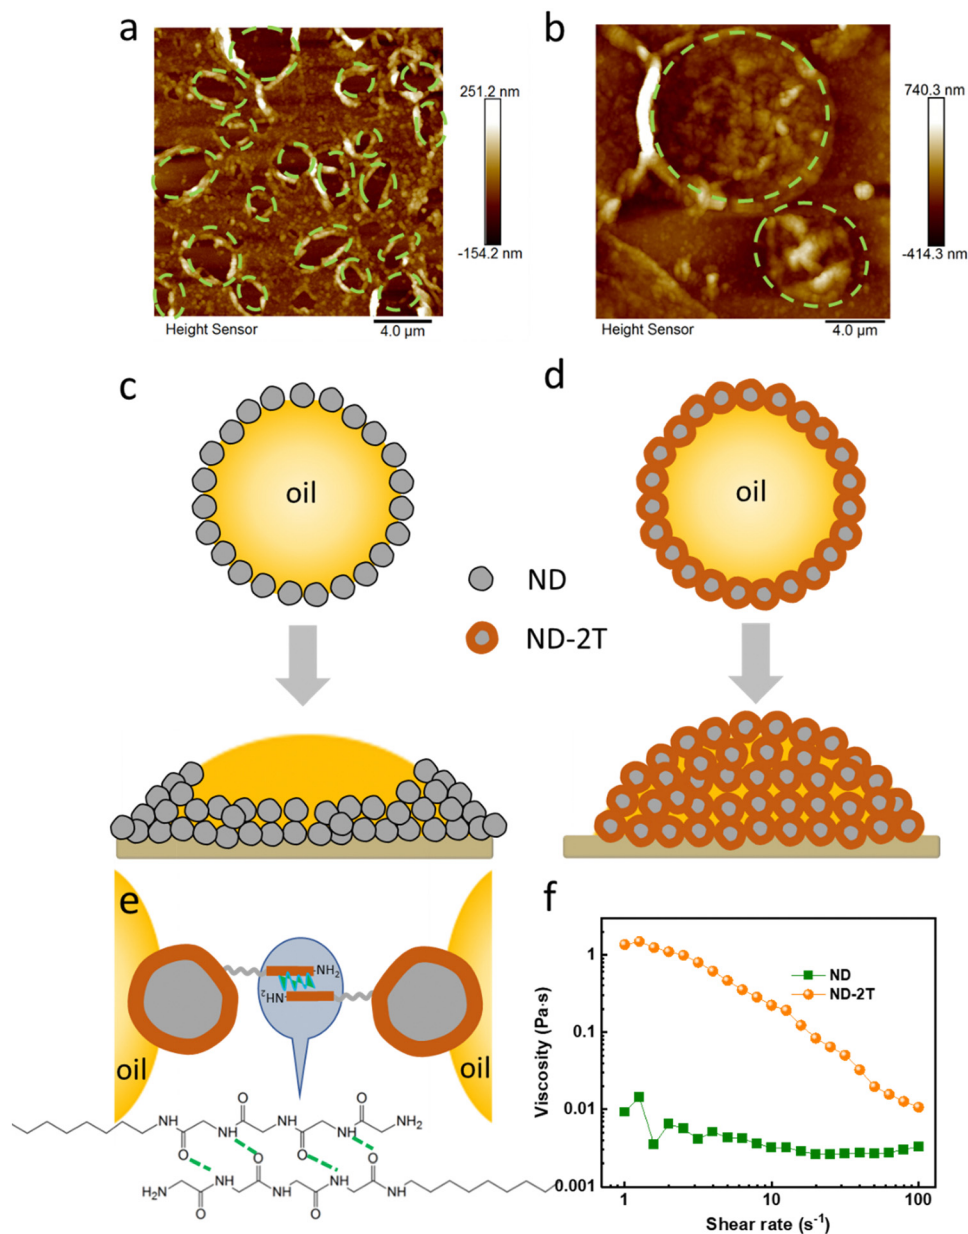 a
251.2 nm
-154.2 nm
Height Sensor
4.0 µm
b
740.3 nm
-414.3 nm
Height Sensor
4.0 µm
c
oil
d
oil
ND
ND-2T
e
oil
NH2
NH2
oil
O
O
O
NH
NH
NH
NH
NH2
O
O
O
O
O
H2N
NH
NH
NH
NH
O
O
f
Viscosity (Pa·s)
1
0.1
0.01
0.001
ND
ND-2T
1
10
100
Shear rate (s-1)